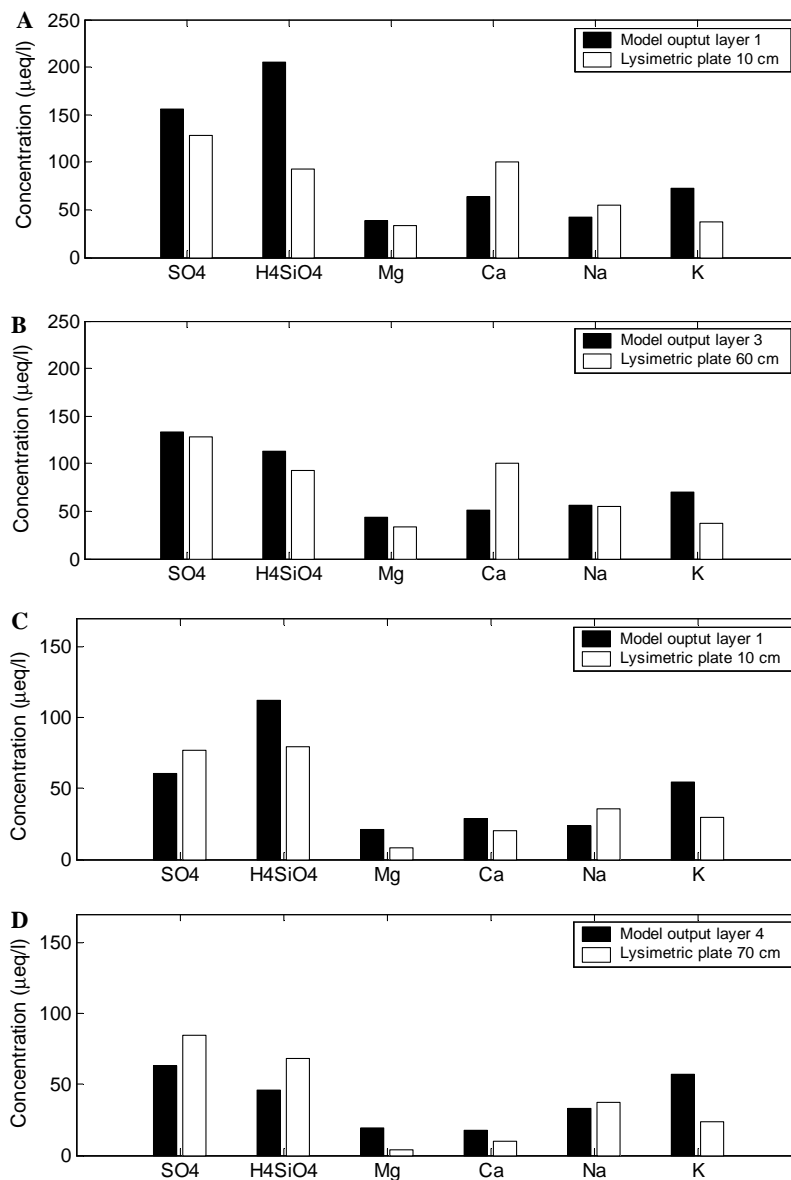 A
250
200
150
100
50
0
Concentration (µeq/l)
Model ouptut layer 1
Lysimetric plate 10 cm
SO4 H4SiO4 Mg Ca Na K
B
250
200
150
100
50
0
Concentration (µeq/l)
Model output layer 3
Lysimetric plate 60 cm
SO4 H4SiO4 Mg Ca Na K
C
150
100
50
0
Concentration (µeq/l)
Model ouptut layer 1
Lysimetric plate 10 cm
SO4 H4SiO4 Mg Ca Na K
D
150
100
50
0
Concentration (µeq/l)
Model output layer 4
Lysimetric plate 70 cm
SO4 H4SiO4 Mg Ca Na K